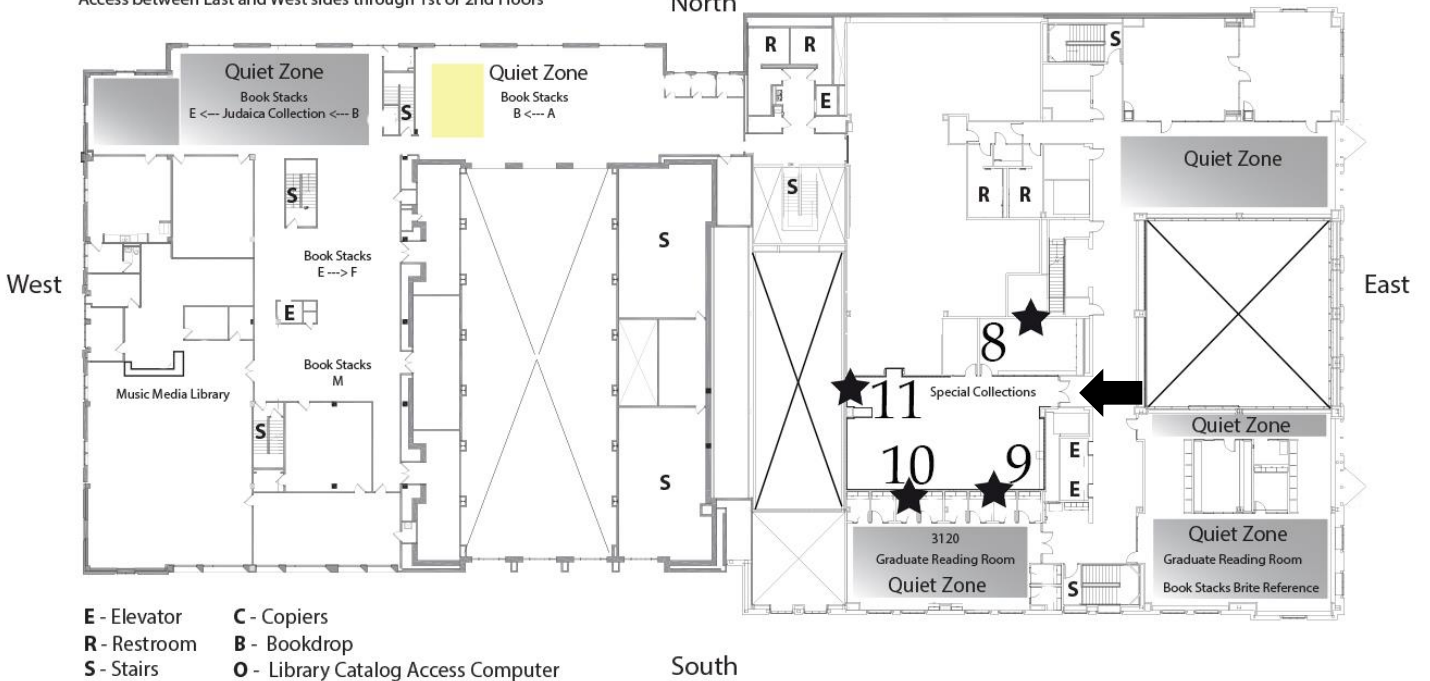 Access between East and West sides through 1st or 2nd Floors
North
R R
S
Quiet Zone
Book Stacks
E <--- Judaica Collection <--- B
S
Quiet Zone
Book Stacks
B <--- A
E
Quiet Zone
S
S
R R
S
Book Stacks
E ---> F
West
East
E
8
Book Stacks
M
Music Media Library
11
Special Collections
S
Quiet Zone
10
9
E
E
S
3120
Graduate Reading Room
Quiet Zone
Quiet Zone
Graduate Reading Room
Book Stacks Brite Reference
S
E - Elevator
C - Copiers
R - Restroom
B - Bookdrop
S - Stairs
O - Library Catalog Access Computer
South